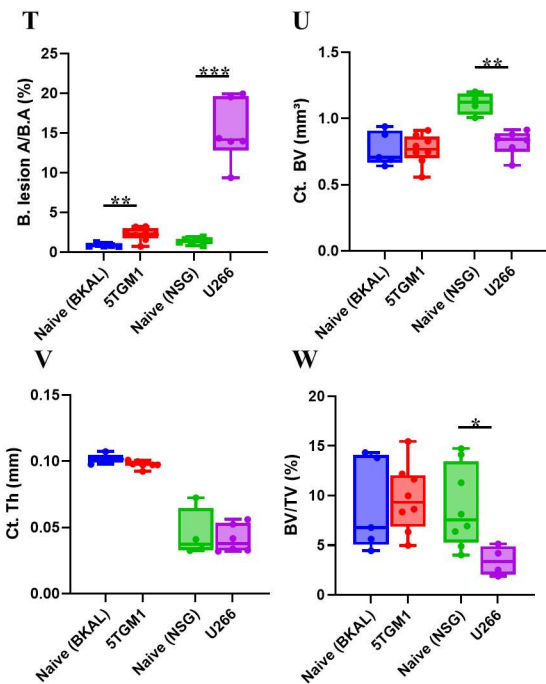 T
B. lesion A/B.A (%)
25
20
15
10
5
0
**
***
Naive (BKAL)
5TGM1
Naive (NSG)
U266
U
Ct. BV (mm³)
1.5
1.0
0.5
0.0
**
Naive (BKAL)
5TGM1
Naive (NSG)
U266
V
Ct. Th (mm)
0.15
0.10
0.05
0.00
Naive (BKAL)
5TGM1
Naive (NSG)
U266
W
BV/TV (%)
20
15
10
5
0
*
Naive (BKAL)
5TGM1
Naive (NSG)
U266